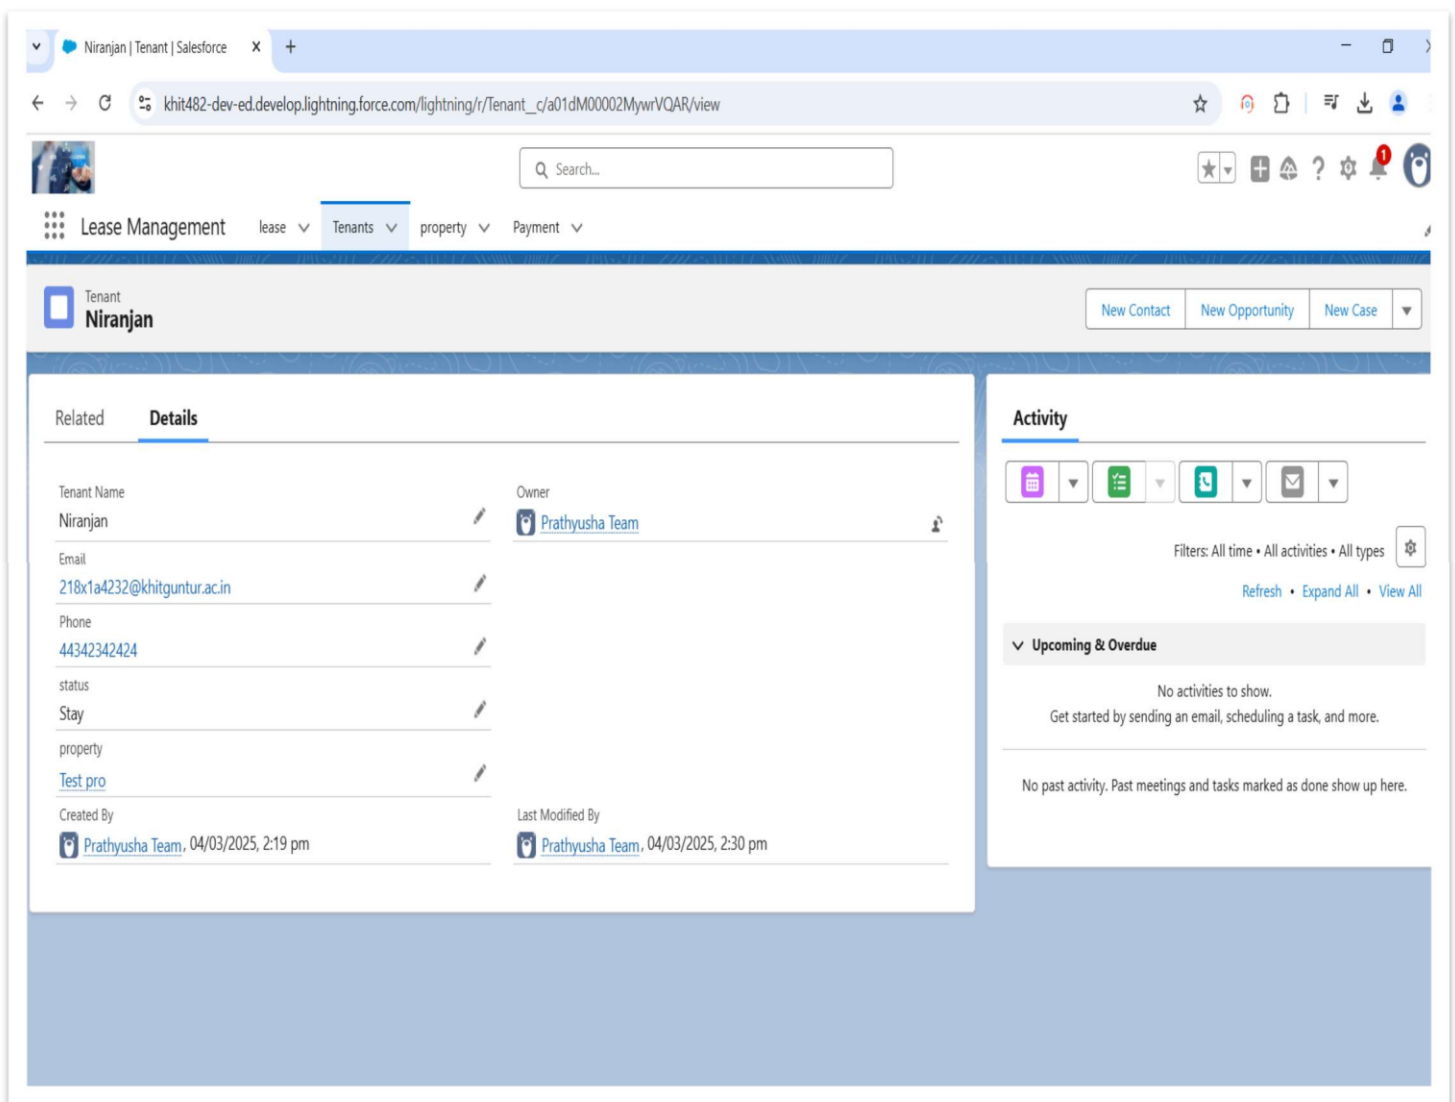 Niranjan | Tenant | Salesforce
khit482-dev-ed.develop.lightning.force.com/lightning/r/Tenant_c/a01dM00002MywrVQAR/view
Search...
1
Lease Management lease Tenants property Payment
Tenant
Niranjan
New Contact New Opportunity New Case
Related Details
Tenant Name
Niranjan
Owner
Prathyusha Team
Email
218x1a4232@khitguntur.ac.in
Phone
44342342424
status
Stay
property
Test pro
Created By
Prathyusha Team, 04/03/2025, 2:19 pm
Last Modified By
Prathyusha Team, 04/03/2025, 2:30 pm
Activity
Filters: All time • All activities • All types
Refresh • Expand All • View All
Upcoming & Overdue
No activities to show.
Get started by sending an email, scheduling a task, and more.
No past activity. Past meetings and tasks marked as done show up here.